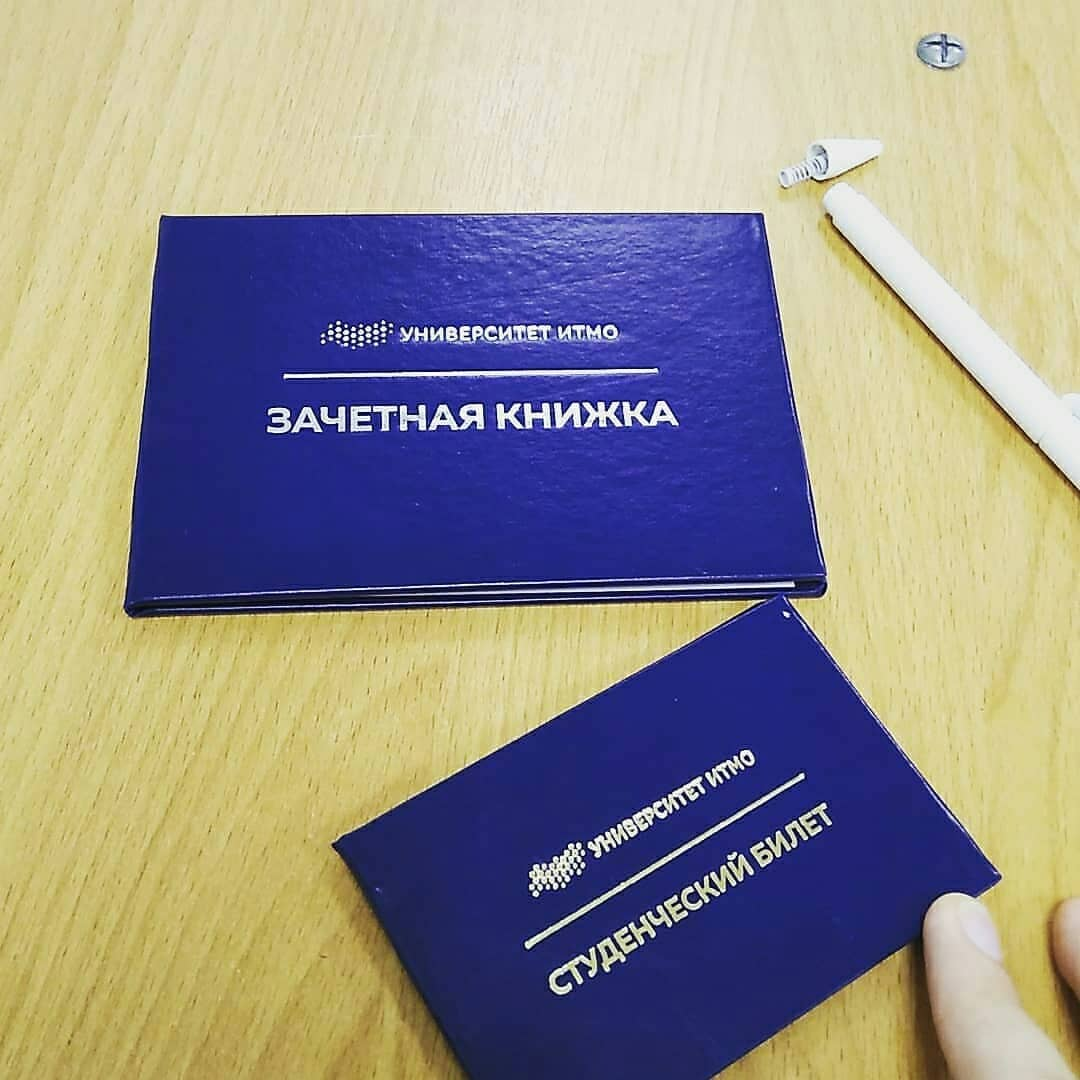 УНИВЕРСИТЕТ ИТМО
ЗАЧЕТНАЯ КНИЖКА
УНИВЕРСИТЕТ ИТМО
СТУДЕНЧЕСКИЙ БИЛЕТ